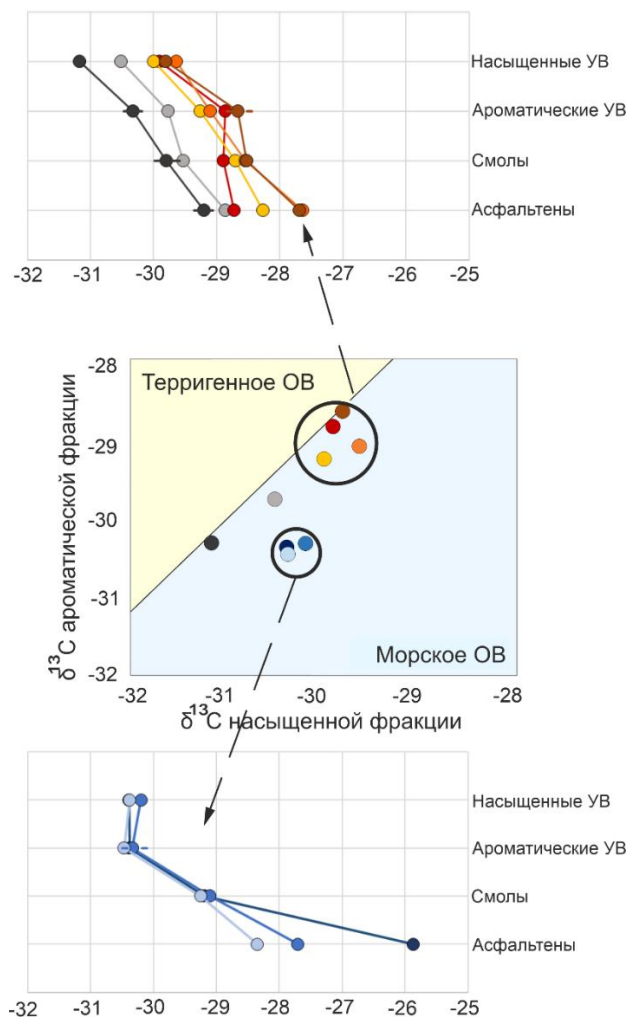 Насыщенные УВ
Ароматические УВ
Смолы
Асфальтены
-32 -31 -30 -29 -28 -27 -26 -25
-28
-29
-30
-31
-32
δ¹³C ароматической фракции
Терригенное ОВ
Морское ОВ
-32 -31 -30 -29 -28
δ¹³C насыщенной фракции
Насыщенные УВ
Ароматические УВ
Смолы
Асфальтены
-32 -31 -30 -29 -28 -27 -26 -25